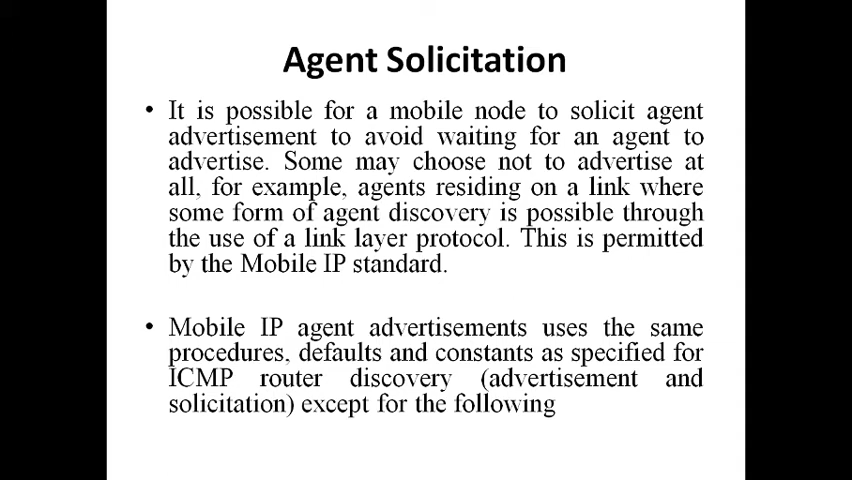 Agent Solicitation
• It is possible for a mobile node to solicit agent
advertisement to avoid waiting for an agent to
advertise. Some may choose not to advertise at
all, for example, agents residing on a link where
some form of agent discovery is possible through
the use of a link layer protocol. This is permitted
by the Mobile IP standard.
• Mobile IP agent advertisements uses the same
procedures, defaults and constants as specified for
ICMP router discovery (advertisement and
solicitation) except for the following